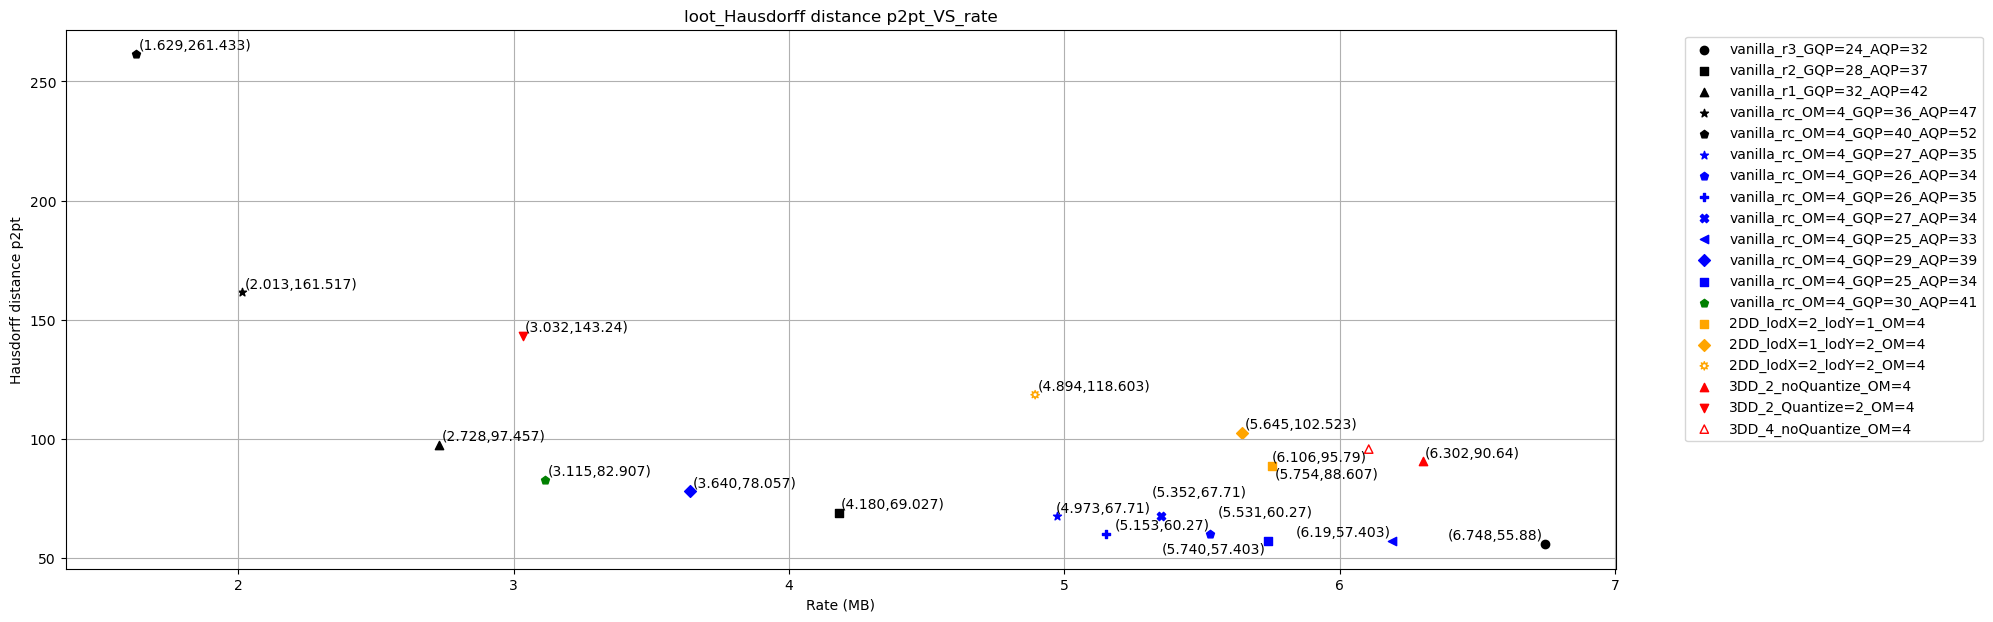 loot_Hausdorff distance p2pt_VS_rate
Hausdorff distance p2pt
250
200
150
100
50
(1.629,261.433)
(2.013,161.517)
(3.032,143.24)
(4.894,118.603)
(5.645,102.523)
(2.728,97.457)
(6.106,95.79)
(6.302,90.64)
(5.754,88.607)
(3.115,82.907)
(3.640,78.057)
(5.352,67.71)
(4.180,69.027)
(4.973,67.71)
(5.531,60.27)
(5.153,60.27)
(6.19,57.403)
(6.748,55.88)
(5.740,57.403)
2
3
4
5
6
7
Rate (MB)
vanilla_r3_GQP=24_AQP=32
vanilla_r2_GQP=28_AQP=37
vanilla_r1_GQP=32_AQP=42
vanilla_rc_OM=4_GQP=36_AQP=47
vanilla_rc_OM=4_GQP=40_AQP=52
vanilla_rc_OM=4_GQP=27_AQP=35
vanilla_rc_OM=4_GQP=26_AQP=34
vanilla_rc_OM=4_GQP=26_AQP=35
vanilla_rc_OM=4_GQP=27_AQP=34
vanilla_rc_OM=4_GQP=25_AQP=33
vanilla_rc_OM=4_GQP=29_AQP=39
vanilla_rc_OM=4_GQP=25_AQP=34
vanilla_rc_OM=4_GQP=30_AQP=41
2DD_lodX=2_lodY=1_OM=4
2DD_lodX=1_lodY=2_OM=4
2DD_lodX=2_lodY=2_OM=4
3DD_2_noQuantize_OM=4
3DD_2_Quantize=2_OM=4
3DD_4_noQuantize_OM=4